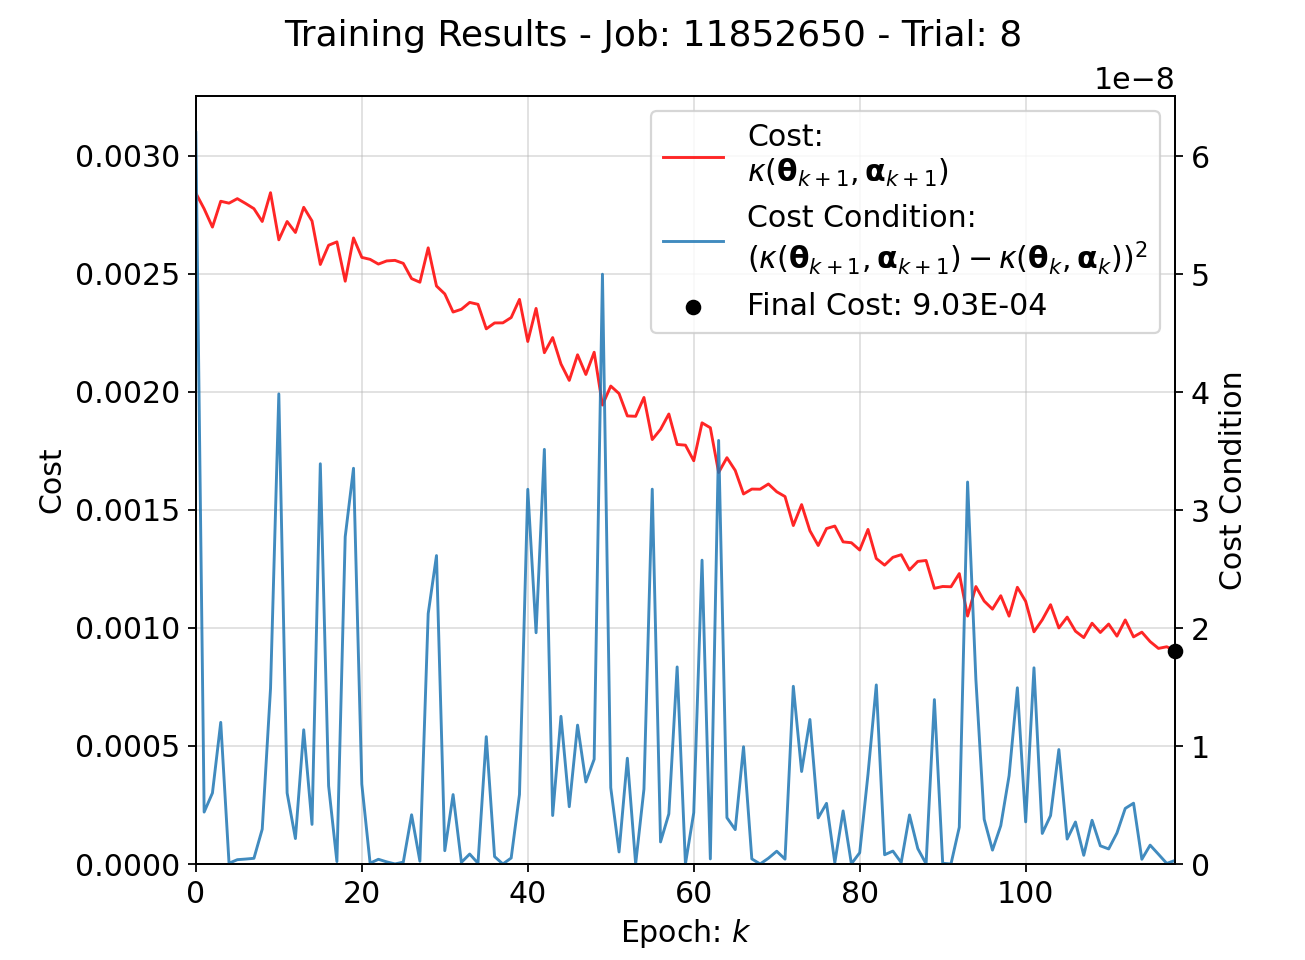 Training Results - Job: 11852650 - Trial: 8
1e−8
Cost:
κ(θ_{k+1}, α_{k+1})
Cost Condition:
(κ(θ_{k+1}, α_{k+1}) − κ(θ_k, α_k))²
Final Cost: 9.03E-04
0.0030
0.0025
0.0020
0.0015
0.0010
0.0005
0.0000
Cost
6
5
4
3
2
1
0
Cost Condition
0 20 40 60 80 100
Epoch: k